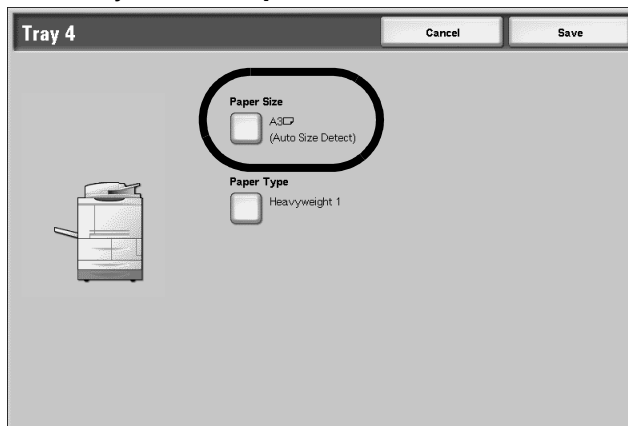 Tray 4
Cancel
Save
Paper Size
A3
(Auto Size Detect)
Paper Type
Heavyweight 1